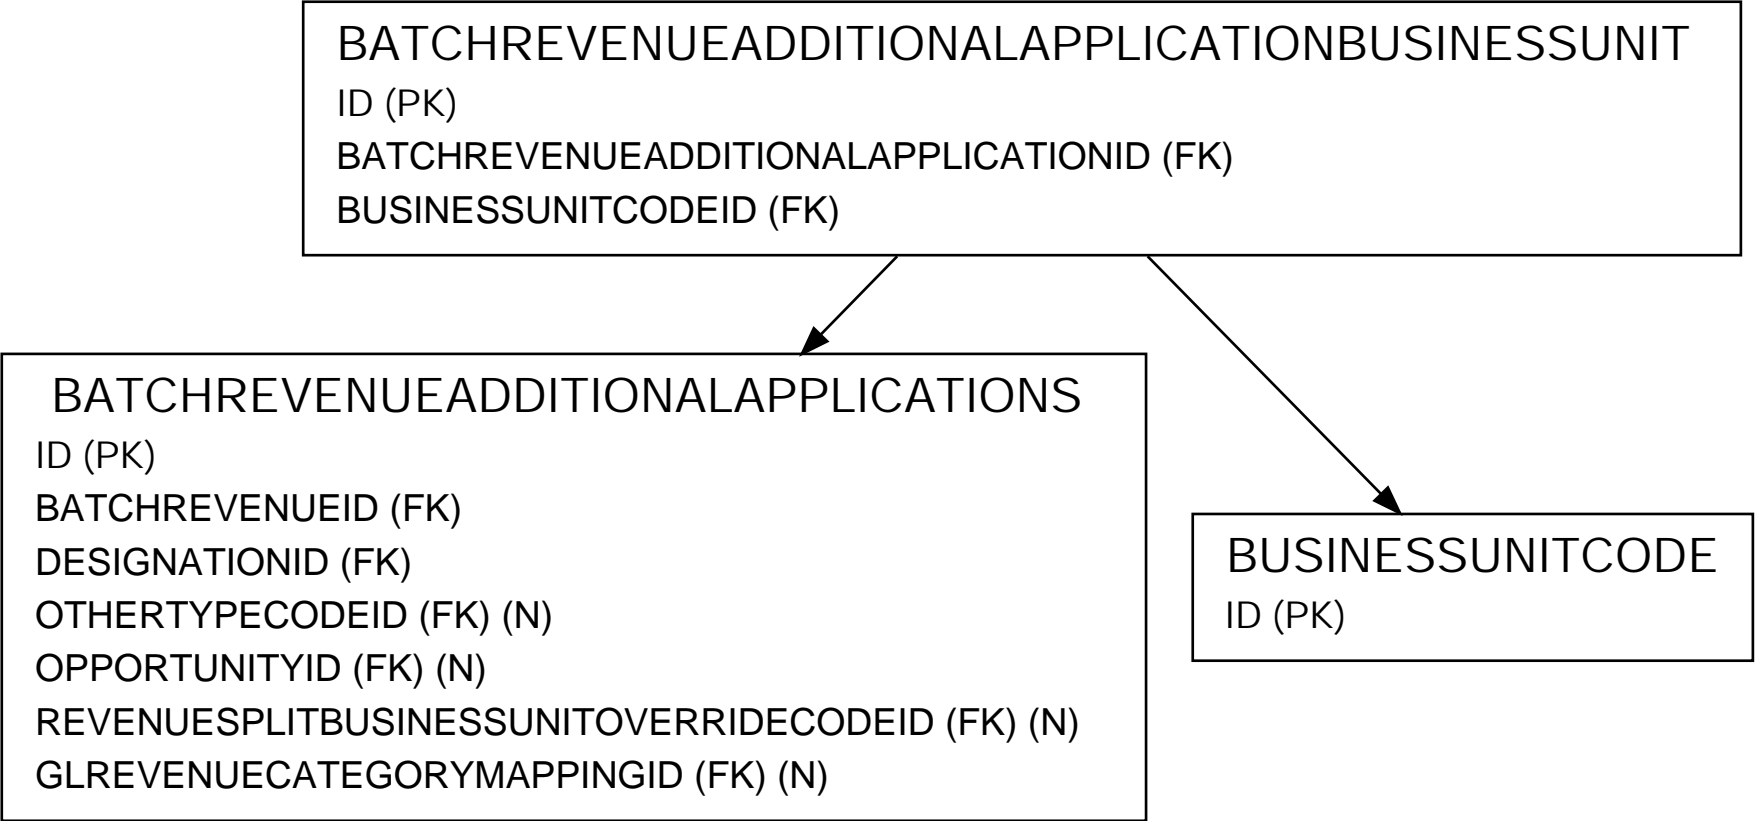 BATCHREVENUEADDITIONALAPPLICATIONBUSINESSUNIT
ID (PK)
BATCHREVENUEADDITIONALAPPLICATIONID (FK)
BUSINESSUNITCODEID (FK)
BATCHREVENUEADDITIONALAPPLICATIONS
ID (PK)
BATCHREVENUEID (FK)
DESIGNATIONID (FK)
OTHERTYPECODEID (FK) (N)
OPPORTUNITYID (FK) (N)
REVENUESPLITBUSINESSUNITOVERRIDECODEID (FK) (N)
GLREVENUECATEGORYMAPPINGID (FK) (N)
BUSINESSUNITCODE
ID (PK)